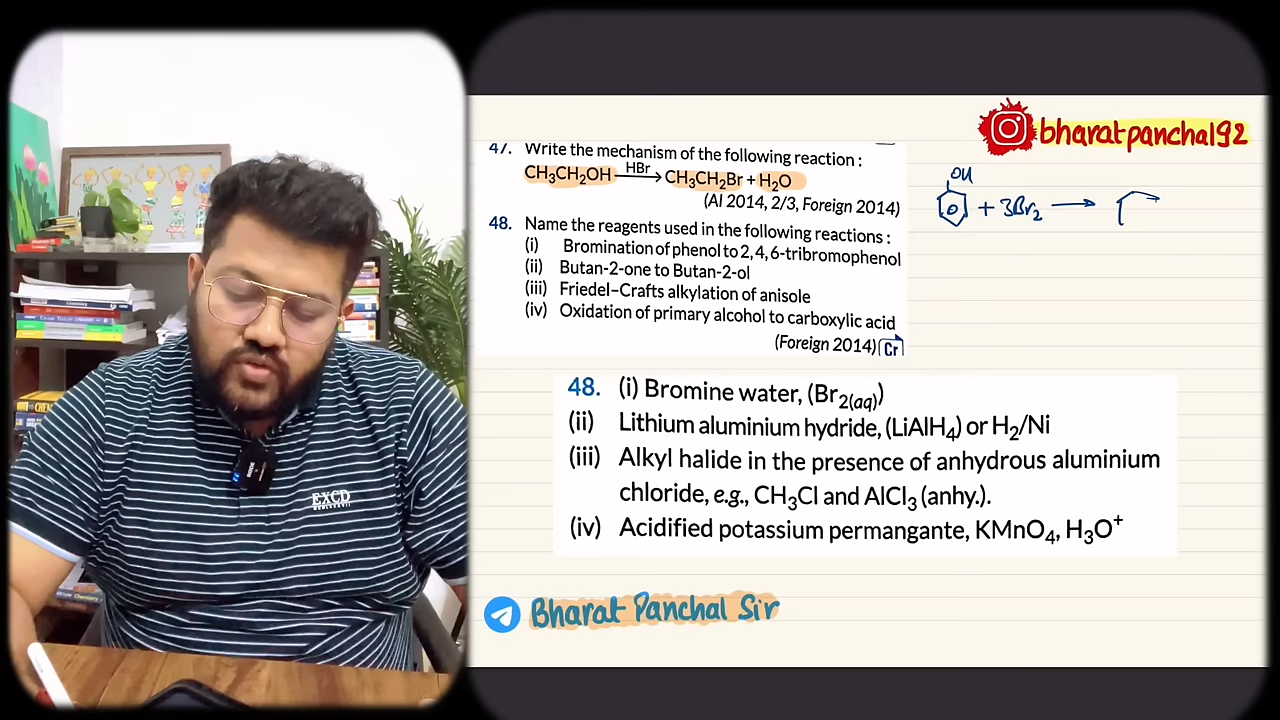 bharatpanchal92
47. Write the mechanism of the following reaction :
CH₃CH₂OH —HBr→ CH₃CH₂Br + H₂O
(AI 2014, 2/3, Foreign 2014)
48. Name the reagents used in the following reactions :
(i) Bromination of phenol to 2, 4, 6-tribromophenol
(ii) Butan-2-one to Butan-2-ol
(iii) Friedel–Crafts alkylation of anisole
(iv) Oxidation of primary alcohol to carboxylic acid
(Foreign 2014) Cr
OH
+ 3Br₂ →
48. (i) Bromine water, (Br₂(aq))
(ii) Lithium aluminium hydride, (LiAlH₄) or H₂/Ni
(iii) Alkyl halide in the presence of anhydrous aluminium
chloride, e.g., CH₃Cl and AlCl₃ (anhy.).
(iv) Acidified potassium permangante, KMnO₄, H₃O⁺
Bharat Panchal Sir
EXCD